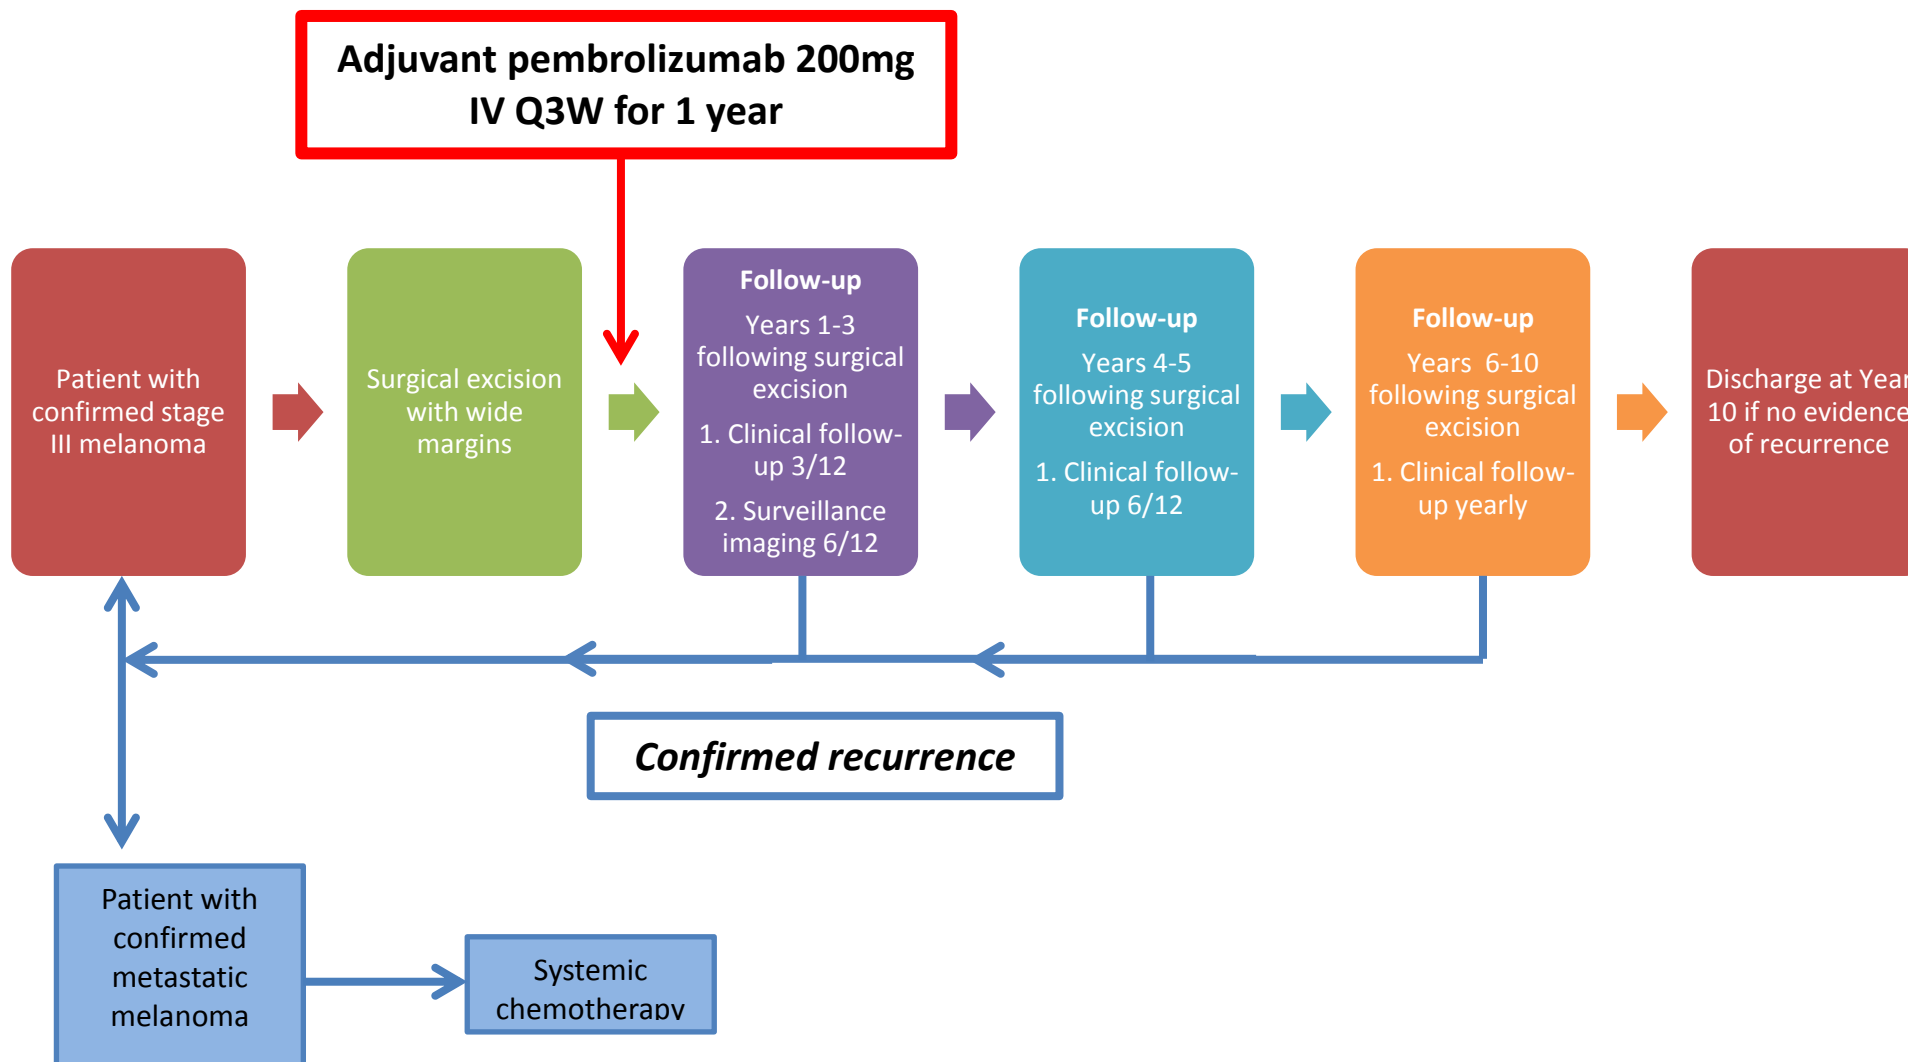 Adjuvant pembrolizumab 200mg
IV Q3W for 1 year
Patient with
confirmed stage
III melanoma
Surgical excision
with wide
margins
Follow-up
Years 1-3
following surgical
excision
1. Clinical follow-
up 3/12
2. Surveillance
imaging 6/12
Follow-up
Years 4-5
following surgical
excision
1. Clinical follow-
up 6/12
Follow-up
Years 6-10
following surgical
excision
1. Clinical follow-
up yearly
Discharge at Year
10 if no evidence
of recurrence
Confirmed recurrence
Patient with
confirmed
metastatic
melanoma
Systemic
chemotherapy